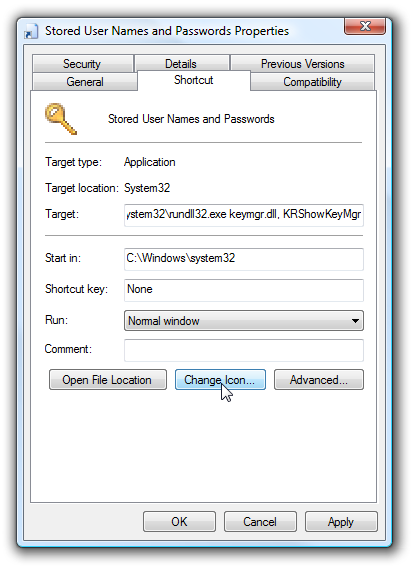 Stored User Names and Passwords Properties
Security Details Previous Versions
General Shortcut Compatibility
Stored User Names and Passwords
Target type: Application
Target location: System32
Target: ystem32\rundll32.exe keymgr.dll, KRShowKeyMgr
Start in: C:\Windows\system32
Shortcut key: None
Run: Normal window
Comment:
Open File Location Change Icon... Advanced...
OK Cancel Apply